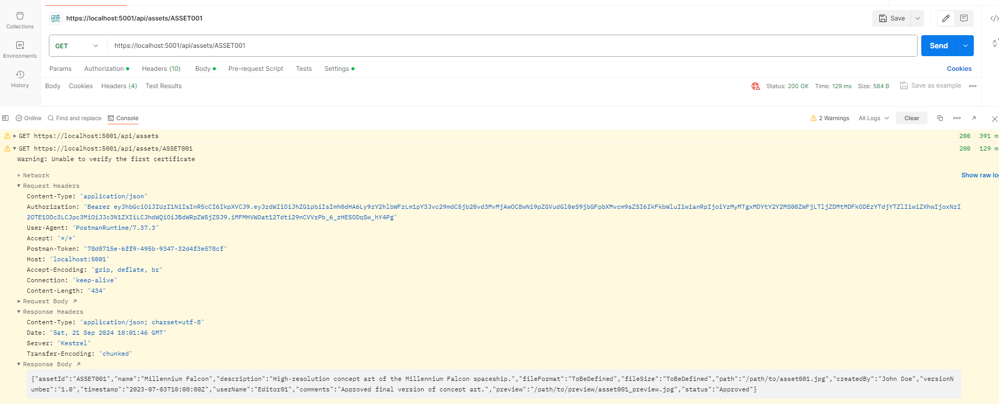 Collections
Environments
History
HTTP https://localhost:5001/api/assets/ASSET001
Save
GET https://localhost:5001/api/assets/ASSET001
Send
Params Authorization Headers (10) Body Pre-request Script Tests Settings Cookies
Body Cookies Headers (4) Test Results Status: 200 OK Time: 129 ms Size: 584 B Save as example
Online Find and replace Console 2 Warnings All Logs Clear
GET https://localhost:5001/api/assets 200 391 m
GET https://localhost:5001/api/assets/ASSET001 200 129 m
Warning: Unable to verify the first certificate
Network Show raw lo
Request Headers
Content-Type: "application/json"
Authorization: "Bearer eyJhbGciOiJIUzI1NiIsInR5cCI6IkpXVCJ9.eyJzdWIiOiJhZG1pbiIsImh0dHA6Ly9zY2hlbWFzLm1pY3Jvc29mdC5jb20vd3MvMjAwOC8wNi9pZGVudGl0eS9jbGFpbXMvcm9sZSI6IkFkbWluIiwianRpIjoiYzMyMTgxMDYtY2Y2MS00ZWFjLTljZDMtMDFkODEzYTdjYTZlIiwiZXhwIjoxNzI
2OTE1ODc3LCJpc3MiOiJJc3N1ZXIiLCJhdWQiOiJBdWRpZW5jZSJ9.iMFMHVWDat12Tdti29nCVVrPb_6_zHESODqSw_hY4Pg"
User-Agent: "PostmanRuntime/7.37.3"
Accept: "*/*"
Postman-Token: "78d0715e-6ff9-495b-9347-32d4f3e578cf"
Host: "localhost:5001"
Accept-Encoding: "gzip, deflate, br"
Connection: "keep-alive"
Content-Length: "434"
Request Body
Response Headers
Content-Type: "application/json; charset=utf-8"
Date: "Sat, 21 Sep 2024 10:01:46 GMT"
Server: "Kestrel"
Transfer-Encoding: "chunked"
Response Body
{"assetId":"ASSET001","name":"Millennium Falcon","description":"High-resolution concept art of the Millennium Falcon spaceship.","fileFormat":"ToBeDefined","fileSize":"ToBeDefined","path":"/path/to/asset001.jpg","createdBy":"John Doe","versionN
umber":"1.0","timestamp":"2023-07-03T10:00:00Z","userName":"Editor01","comments":"Approved final version of concept art.","preview":"/path/to/preview/asset001_preview.jpg","status":"Approved"}